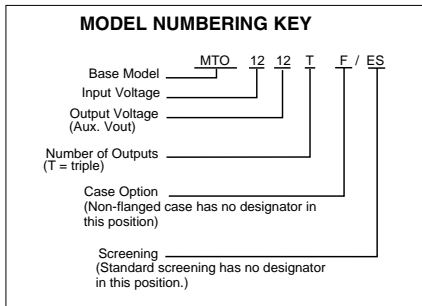 MODEL NUMBERING KEY
MTO 12 12 T F / ES
Base Model
Input Voltage
Output Voltage
(Aux. Vout)
Number of Outputs
(T = triple)
Case Option
(Non-flanged case has no designator in
this position)
Screening
(Standard screening has no designator
in this position.)